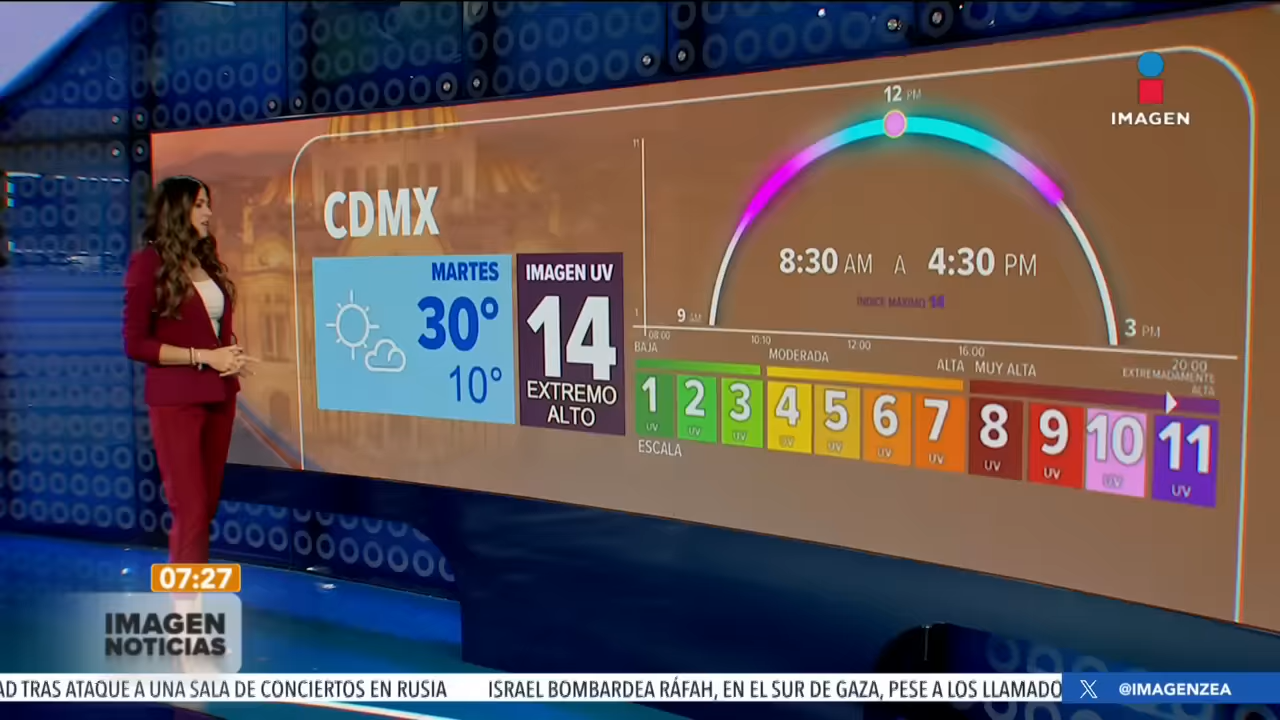 12 PM
IMAGEN
11
CDMX
MARTES
30°
10°
IMAGEN UV
14
EXTREMO
ALTO
8:30 AM A 4:30 PM
ÍNDICE MÁXIMO 14
1
9 AM
3 PM
08:00
10:10
12:00
16:00
20:00
BAJA
MODERADA
ALTA
MUY ALTA
EXTREMADAMENTE
ALTA
1 2 3 4 5 6 7 8 9 10 11
UV UV UV UV UV UV UV UV UV UV UV
ESCALA
07:27
IMAGEN
NOTICIAS
AD TRAS ATAQUE A UNA SALA DE CONCIERTOS EN RUSIA ISRAEL BOMBARDEA RÁFAH, EN EL SUR DE GAZA, PESE A LOS LLAMADO
X @IMAGENZEA